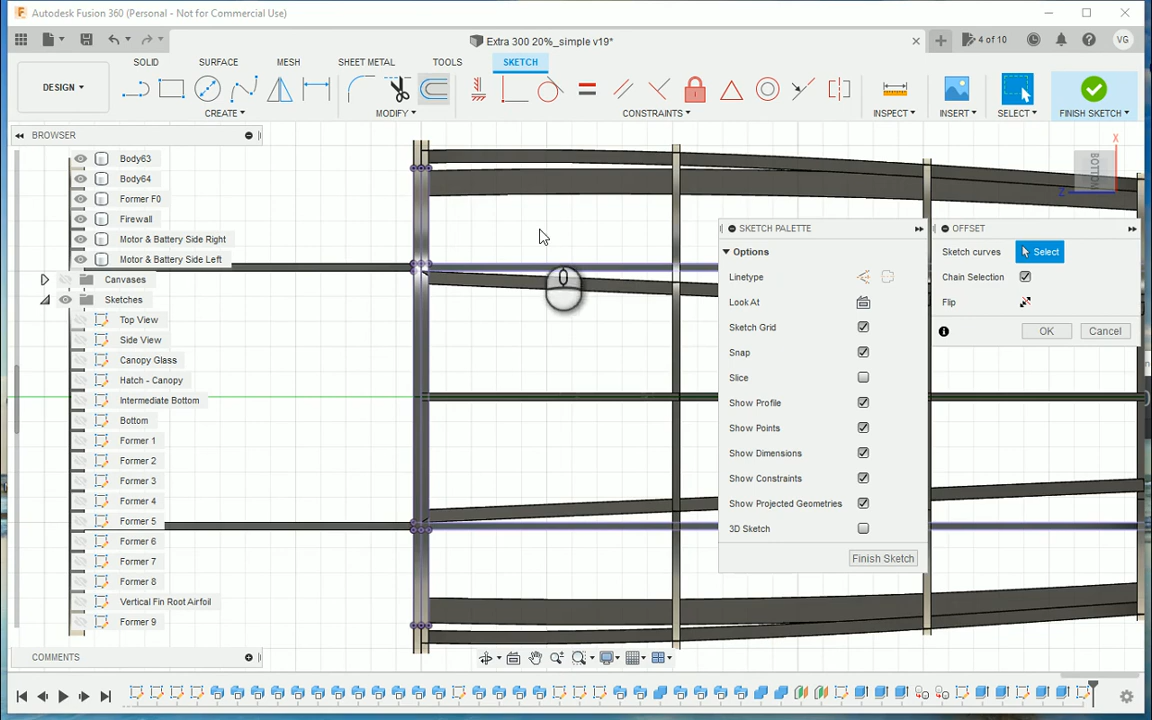 Autodesk Fusion 360 (Personal - Not for Commercial Use)
Extra 300 20%_simple v19*
4 of 10
VG
DESIGN
SOLID
SURFACE
MESH
SHEET METAL
TOOLS
SKETCH
CREATE
MODIFY
CONSTRAINTS
INSPECT
INSERT
SELECT
FINISH SKETCH
BROWSER
Body63
Body64
Former F0
Firewall
Motor & Battery Side Right
Motor & Battery Side Left
Canvases
Sketches
Top View
Side View
Canopy Glass
Hatch - Canopy
Intermediate Bottom
Bottom
Former 1
Former 2
Former 3
Former 4
Former 5
Former 6
Former 7
Former 8
Vertical Fin Root Airfoil
Former 9
COMMENTS
X
BOTTOM
Z
SKETCH PALETTE
Options
Linetype
Look At
Sketch Grid
Snap
Slice
Show Profile
Show Points
Show Dimensions
Show Constraints
Show Projected Geometries
3D Sketch
Finish Sketch
OFFSET
Sketch curves
Select
Chain Selection
Flip
OK
Cancel